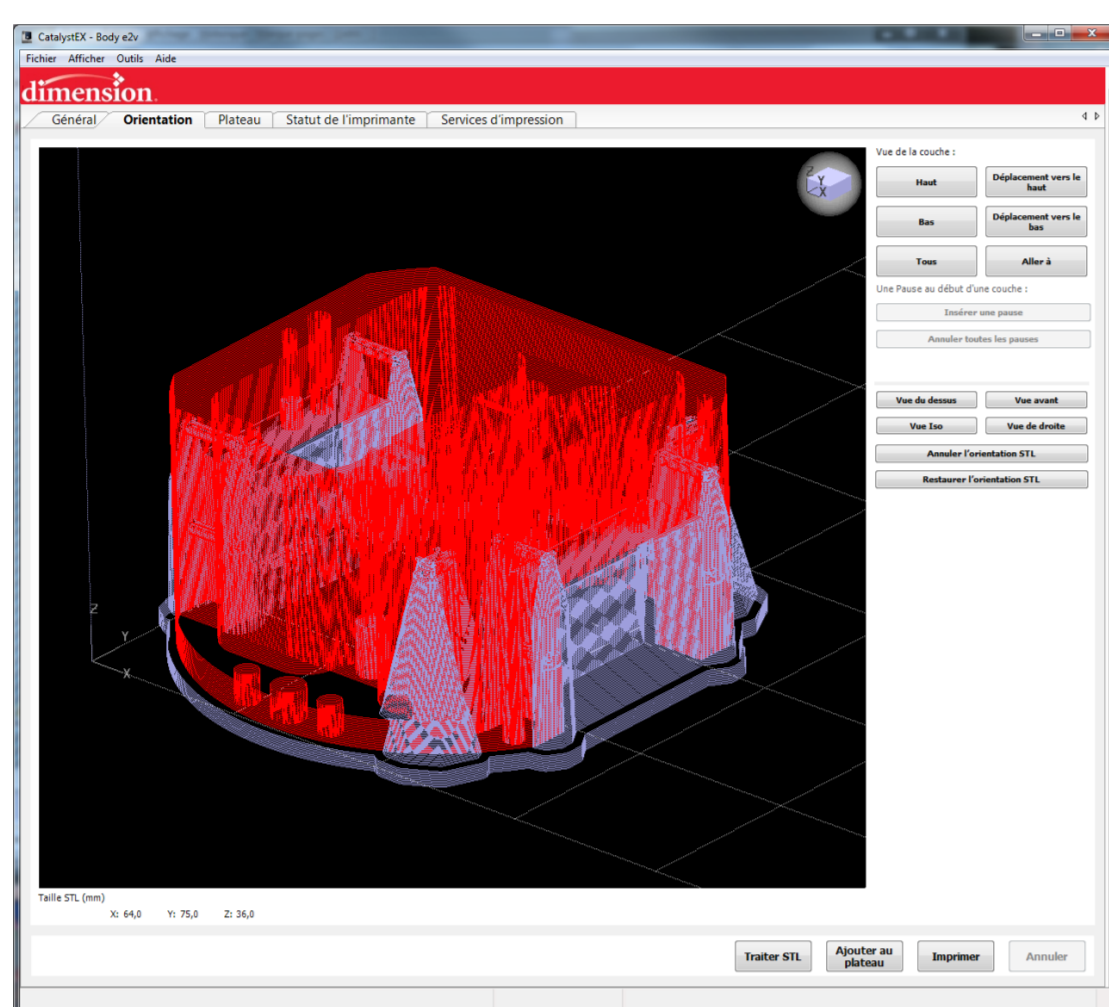 CatalystEX - Body e2v
Fichier Afficher Outils Aide
dimension.
Général Orientation Plateau Statut de l'imprimante Services d'impression
Vue de la couche :
Haut Déplacement vers le haut
Bas Déplacement vers le bas
Tous Aller à
Une Pause au début d'une couche :
Insérer une pause
Annuler toutes les pauses
Vue du dessus Vue avant
Vue Iso Vue de droite
Annuler l'orientation STL
Restaurer l'orientation STL
Z
Y
X
Z
Y
X
Taille STL (mm)
X: 64,0 Y: 75,0 Z: 36,0
Traiter STL Ajouter au plateau Imprimer Annuler